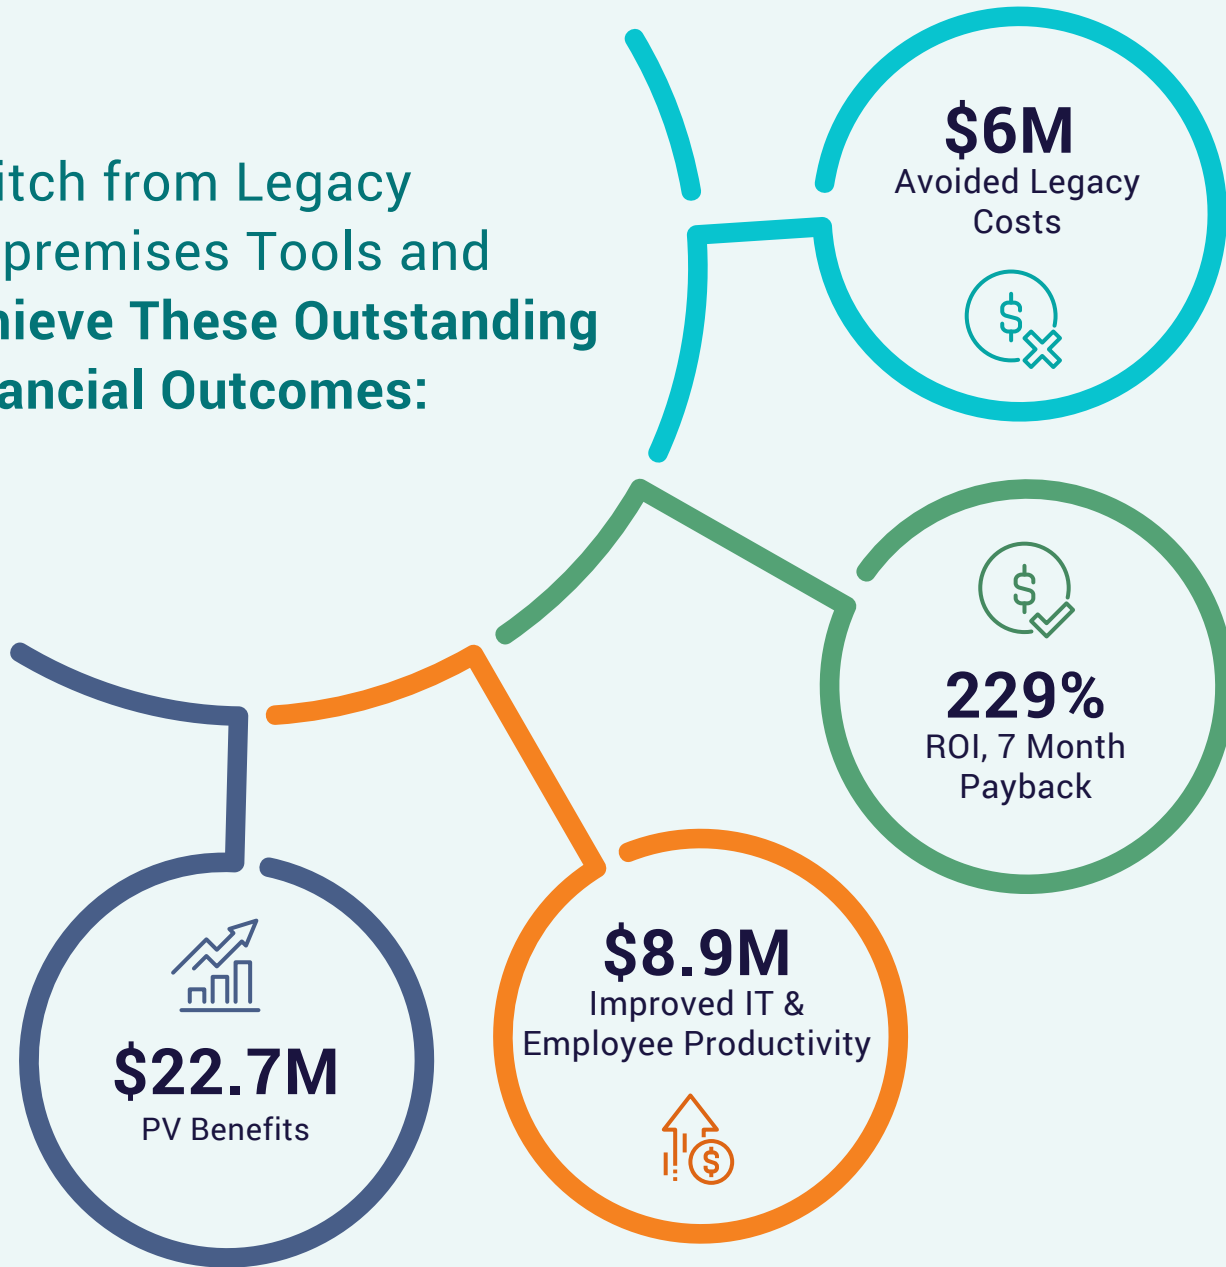 itch from Legacy
premises Tools and
hieve These Outstanding
ancial Outcomes:
$6M
Avoided Legacy
Costs
$
$
229%
ROI, 7 Month
Payback
$8.9M
Improved IT &
Employee Productivity
$
$22.7M
PV Benefits